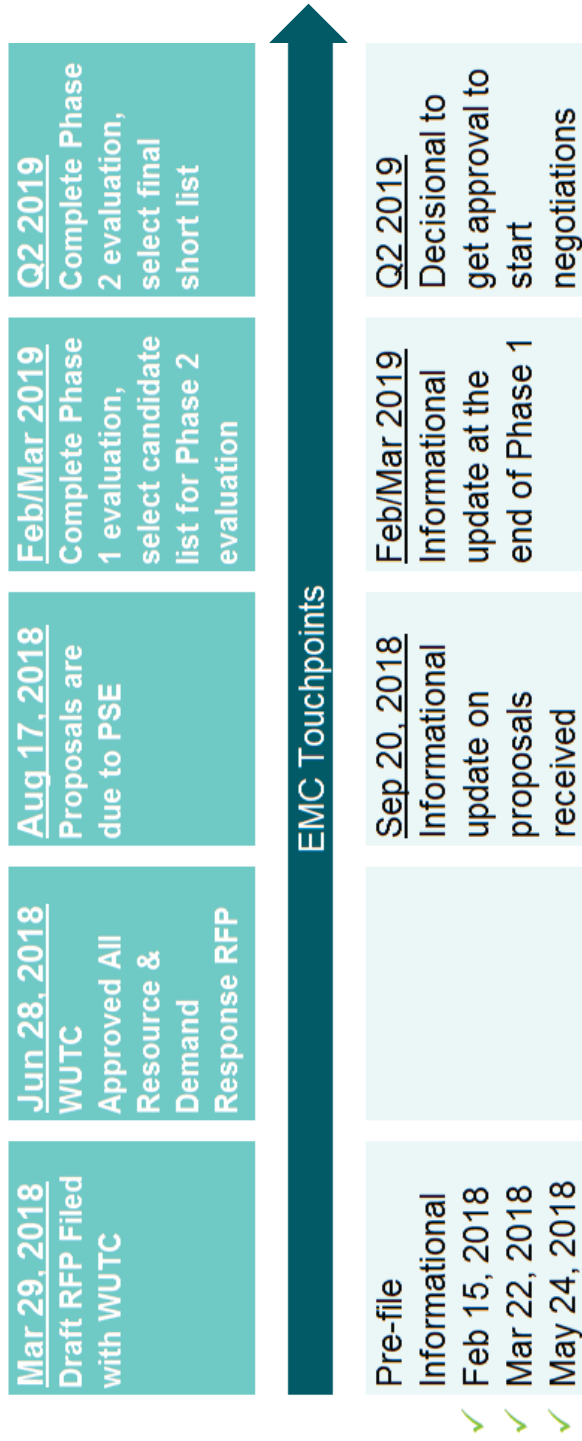 Mar 29, 2018
Draft RFP Filed
with WUTC
Jun 28, 2018
WUTC
Approved All
Resource &
Demand
Response RFP
Aug 17, 2018
Proposals are
due to PSE
Feb/Mar 2019
Complete Phase
1 evaluation,
select candidate
list for Phase 2
evaluation
Q2 2019
Complete Phase
2 evaluation,
select final
short list
EMC Touchpoints
Pre-file
Informational
✓ Feb 15, 2018
✓ Mar 22, 2018
✓ May 24, 2018
Sep 20, 2018
Informational
update on
proposals
received
Feb/Mar 2019
Informational
update at the
end of Phase 1
Q2 2019
Decisional to
get approval to
start
negotiations